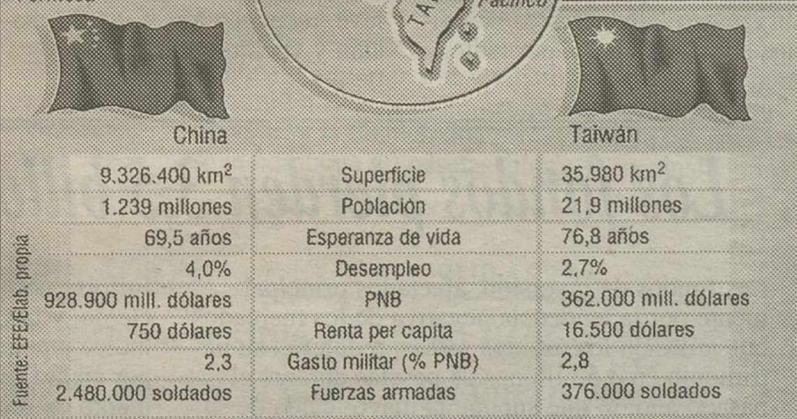 Pacífico
China
Taiwán
9.326.400 km² Superficie 35.980 km²
1.239 millones Población 21,9 millones
69,5 años Esperanza de vida 76,8 años
4,0% Desempleo 2,7%
928.900 mill. dólares PNB 362.000 mill. dólares
750 dólares Renta per capita 16.500 dólares
2,3 Gasto militar (% PNB) 2,8
2.480.000 soldados Fuerzas armadas 376.000 soldados
Fuente: EFE/Elab. propia